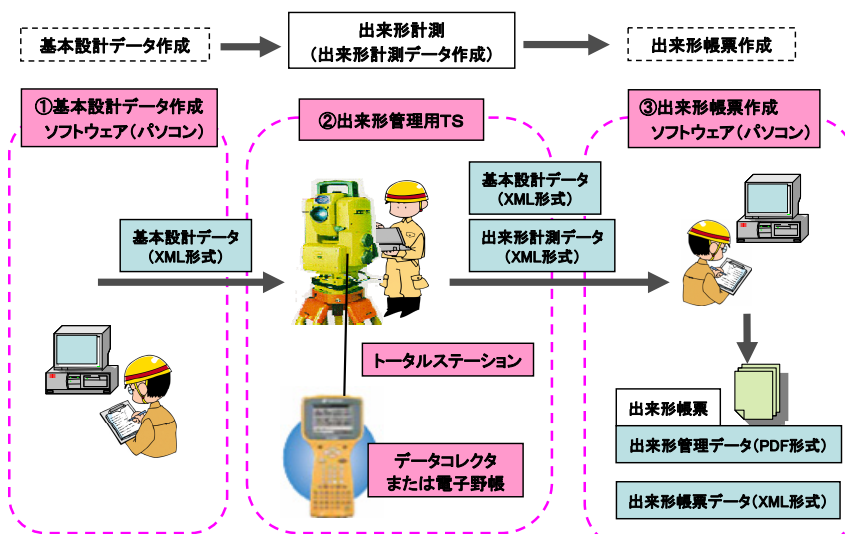 基本設計データ作成
出来形計測
(出来形計測データ作成)
出来形帳票作成
①基本設計データ作成
ソフトウェア(パソコン)
②出来形管理用TS
③出来形帳票作成
ソフトウェア(パソコン)
基本設計データ
(XML形式)
基本設計データ
(XML形式)
出来形計測データ
(XML形式)
トータルステーション
データコレクタ
または電子野帳
出来形帳票
出来形管理データ(PDF形式)
出来形帳票データ(XML形式)